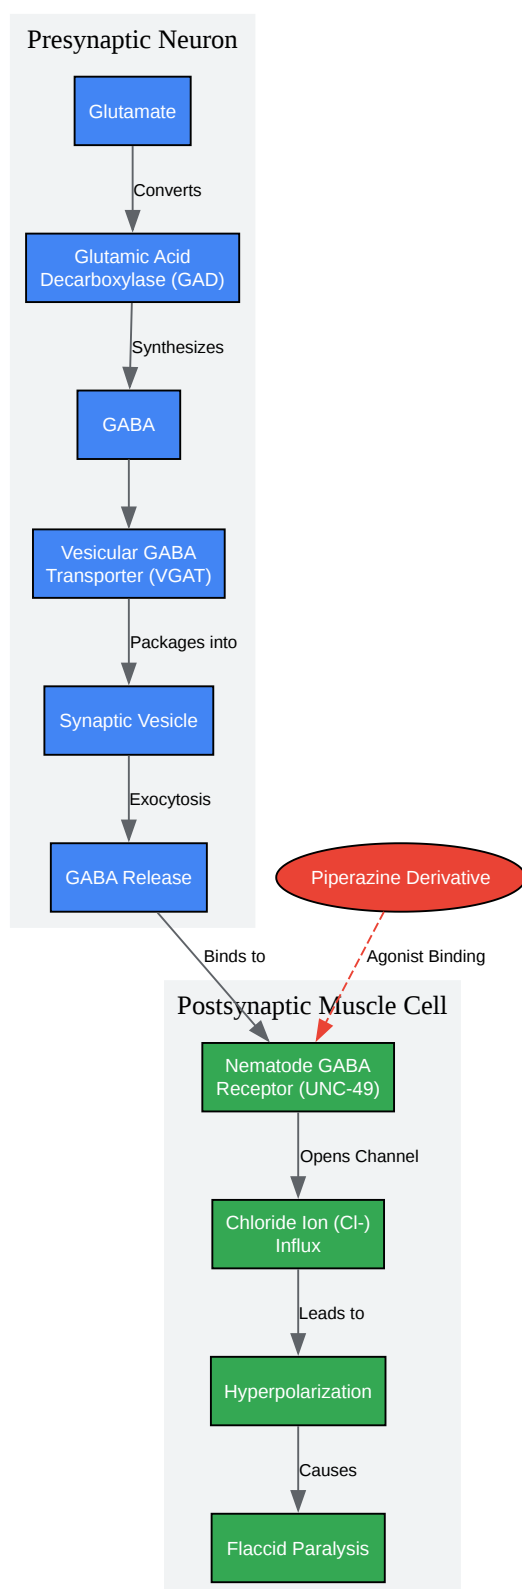 Presynaptic Neuron
Glutamate
Converts
Glutamic Acid
Decarboxylase (GAD)
Synthesizes
GABA
Vesicular GABA
Transporter (VGAT)
Packages into
Synaptic Vesicle
Exocytosis
GABA Release
Piperazine Derivative
Binds to
Agonist Binding
Postsynaptic Muscle Cell
Nematode GABA
Receptor (UNC-49)
Opens Channel
Chloride Ion (Cl-)
Influx
Leads to
Hyperpolarization
Causes
Flaccid Paralysis